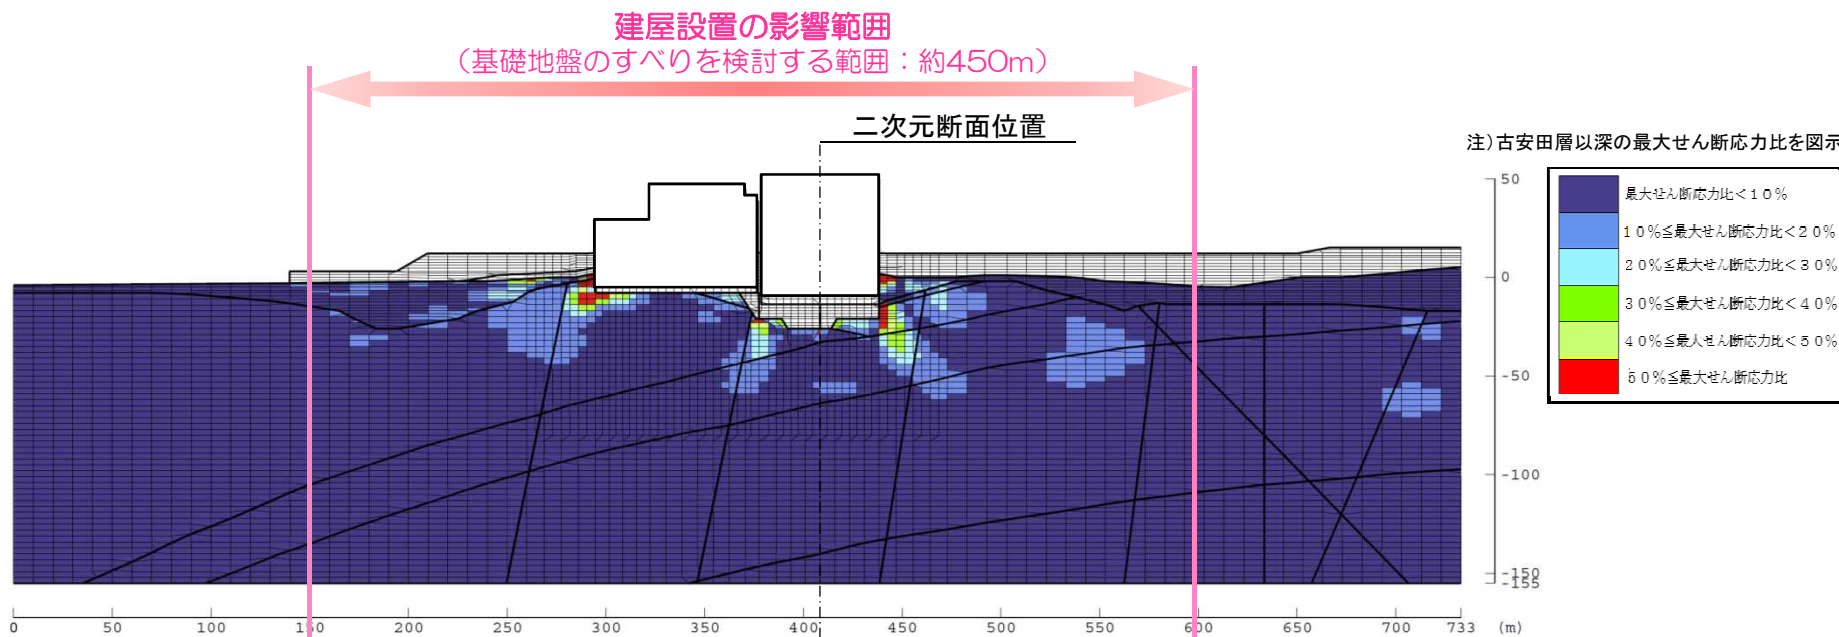 建屋設置の影響範囲
（基礎地盤のすべりを検討する範囲：約450m）
二次元断面位置
注）古安田層以深の最大せん断応力比を図示
最大せん断応力比＜１０％
１０％≦最大せん断応力比＜２０％
２０％≦最大せん断応力比＜３０％
３０％≦最大せん断応力比＜４０％
４０％≦最大せん断応力比＜５０％
５０％≦最大せん断応力比
50
0
-50
-100
-150
-155
0 50 100 150 200 250 300 350 400 450 500 550 600 650 700 733 (m)